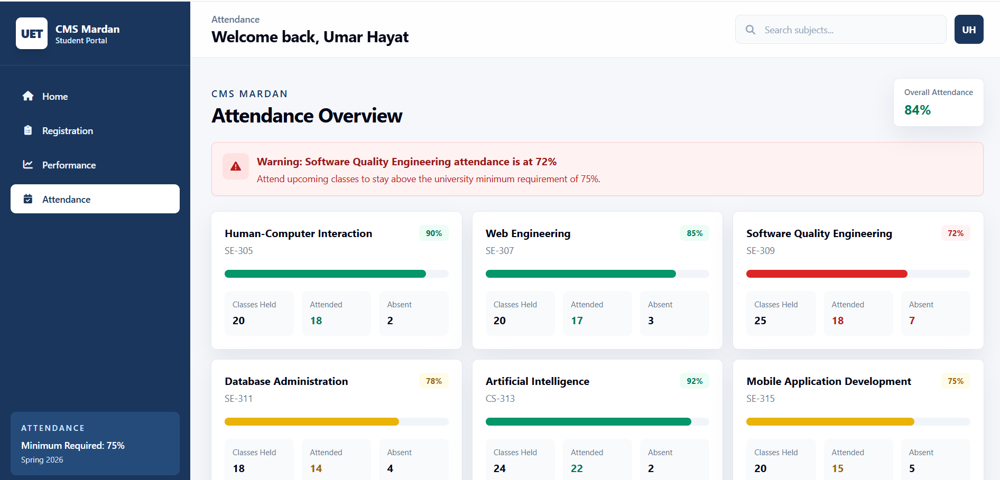 UET
CMS Mardan
Student Portal
Home
Registration
Performance
Attendance
ATTENDANCE
Minimum Required: 75%
Spring 2026
Attendance
Welcome back, Umar Hayat
Search subjects...
UH
CMS MARDAN
Attendance Overview
Overall Attendance
84%
Warning: Software Quality Engineering attendance is at 72%
Attend upcoming classes to stay above the university minimum requirement of 75%.
Human-Computer Interaction 90%
SE-305
Classes Held Attended Absent
20 18 2
Web Engineering 85%
SE-307
Classes Held Attended Absent
20 17 3
Software Quality Engineering 72%
SE-309
Classes Held Attended Absent
25 18 7
Database Administration 78%
SE-311
Classes Held Attended Absent
18 14 4
Artificial Intelligence 92%
CS-313
Classes Held Attended Absent
24 22 2
Mobile Application Development 75%
SE-315
Classes Held Attended Absent
20 15 5